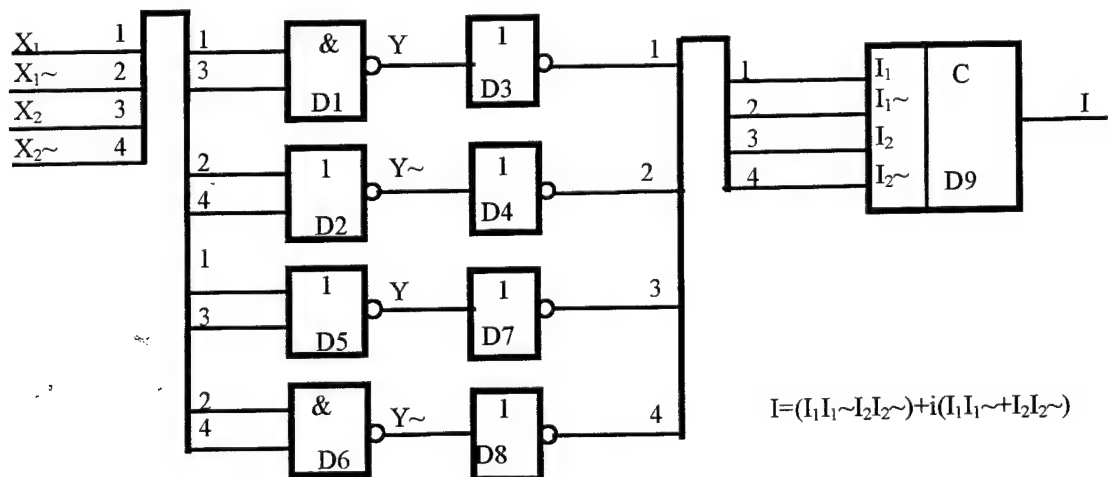 X₁ 1
X₁~ 2
X₂ 3
X₂~ 4
1
3
&
D1
Y
1
D3
1
2
4
1
D2
Y~
1
D4
2
1
3
1
D5
Y
1
D7
3
2
4
&
D6
Y~
1
D8
4
1
2
3
4
I₁
I₁~
I₂
I₂~
C
D9
I
I=(I₁I₁~I₂I₂~)+i(I₁I₁~+I₂I₂~)